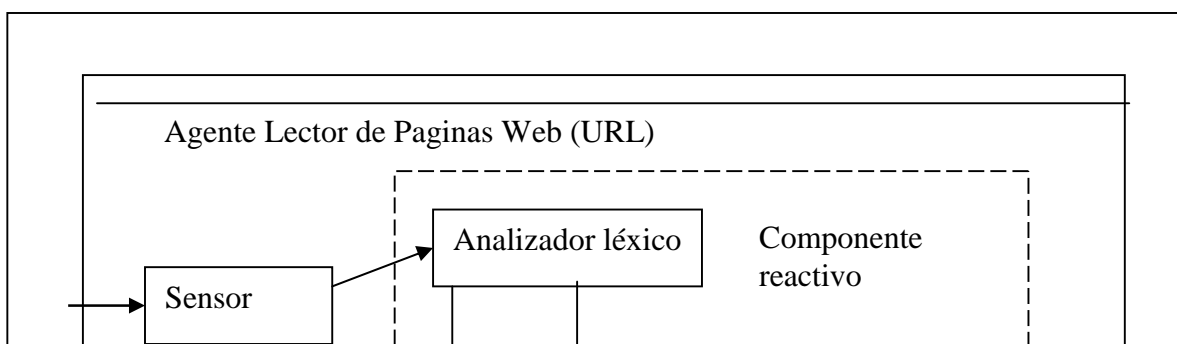 Agente Lector de Paginas Web (URL)
Analizador léxico
Componente
reactivo
Sensor